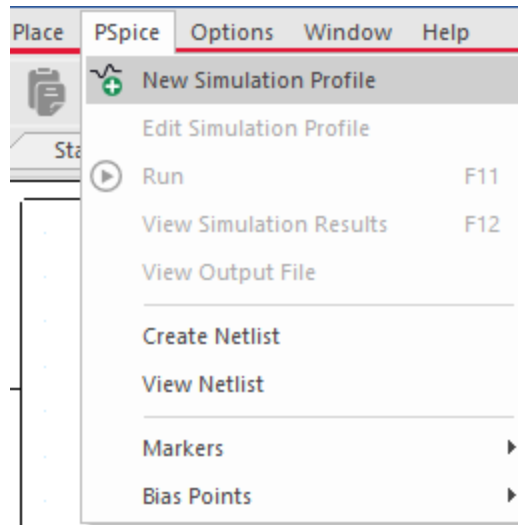 Place PSpice Options Window Help
New Simulation Profile
Edit Simulation Profile
Sta
Run F11
View Simulation Results F12
View Output File
Create Netlist
View Netlist
Markers
Bias Points